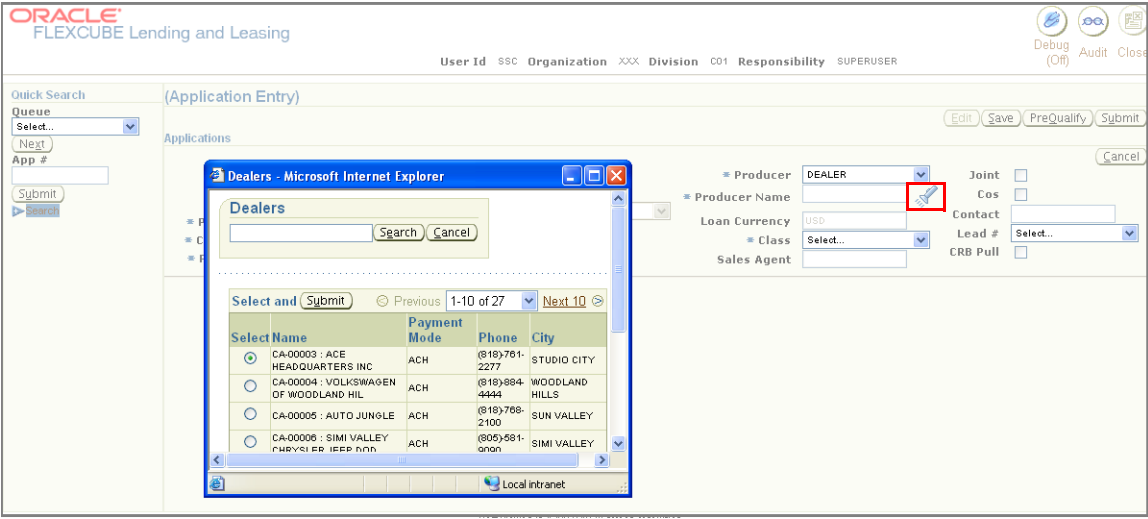 ORACLE
FLEXCUBE Lending and Leasing
Debug
(Off)
Audit
Close
User Id SSC Organization XXX Division C01 Responsibility SUPERUSER
Quick Search
Queue
Select...
Next
App #
Submit
Search
(Application Entry)
Edit Save PreQualify Submit
Applications
Cancel
* Producer DEALER Joint
* Producer Name Cos
Loan Currency USD Contact
* Class Select... Lead # Select...
Sales Agent CRB Pull
* P
* C
Dealers - Microsoft Internet Explorer
Dealers
Search Cancel
Select and Submit Previous 1-10 of 27 Next 10
Select Name Payment Mode Phone City
CA-00003 : ACE HEADQUARTERS INC ACH (818)-761-2277 STUDIO CITY
CA-00004 : VOLKSWAGEN OF WOODLAND HIL ACH (818)-884-4444 WOODLAND HILLS
CA-00005 : AUTO JUNGLE ACH (818)-768-2100 SUN VALLEY
CA-00006 : SIMI VALLEY CHRYSLER JEEP DOD ACH (805)-581-9090 SIMI VALLEY
Local intranet